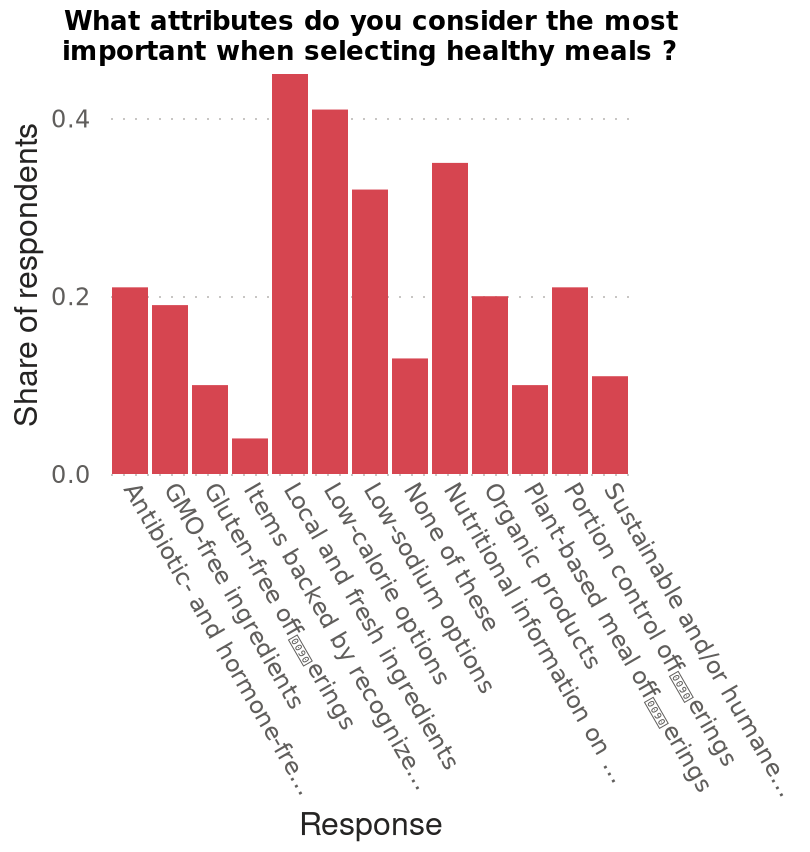 What attributes do you consider the most
important when selecting healthy meals ?
Share of respondents
0.4
0.2
0.0
Antibiotic- and hormone-fre...
GMO-free ingredients
Gluten-free off erings
Items backed by recognize...
Local and fresh ingredients
Low-calorie options
Low-sodium options
None of these
Nutritional information on ...
Organic products
Plant-based meal off erings
Portion control off erings
Sustainable and/or humane...
Response